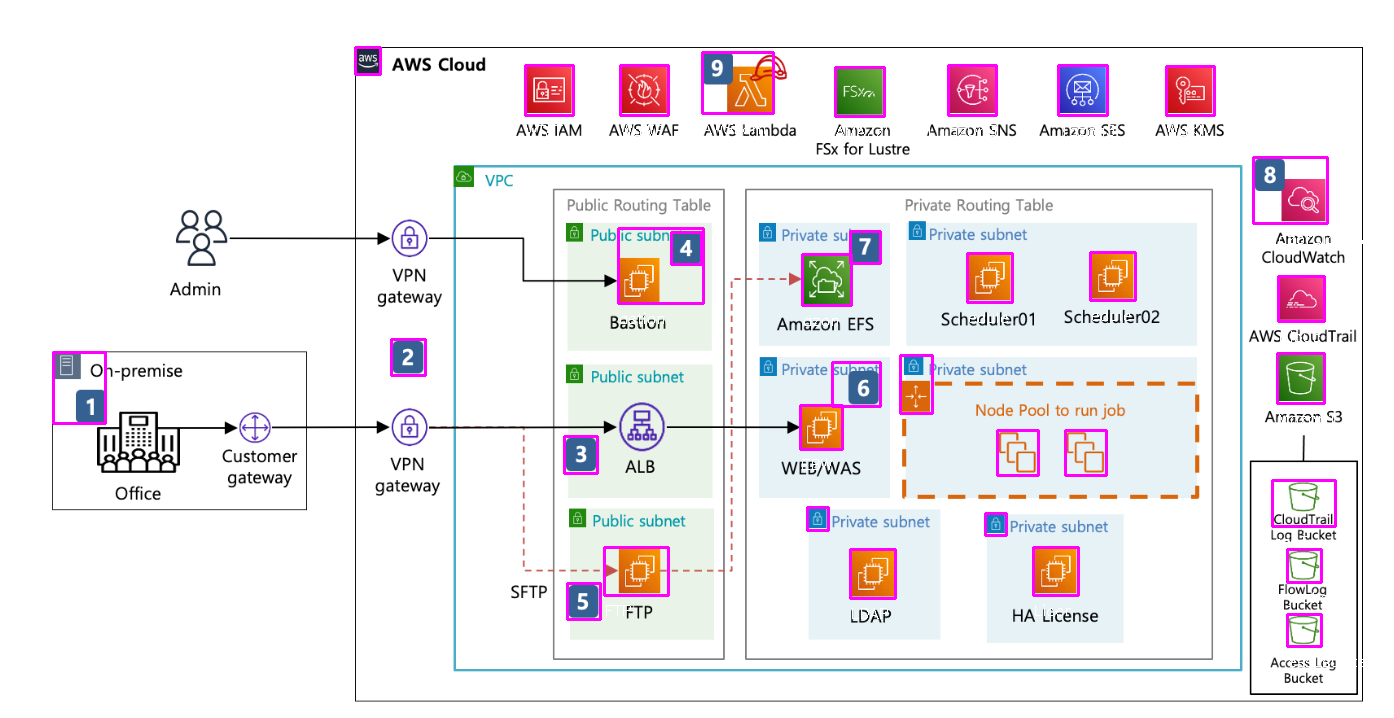 aws
AWS Cloud
9
FSx
AWS IAM
AWS WAF
AWS Lambda
Amazon
FSx for Lustre
Amazon SNS
Amazon SES
AWS KMS
VPC
8
Amazon
CloudWatch
AWS CloudTrail
Amazon S3
CloudTrail
Log Bucket
FlowLog
Bucket
Access Log
Bucket
Public Routing Table
Public subnet
4
Bastion
Public subnet
3
ALB
Public subnet
5
FTP
SFTP
Private Routing Table
Private subnet
7
Amazon EFS
Private subnet
Scheduler01
Scheduler02
Private subnet
6
WEB/WAS
Private subnet
Node Pool to run job
Private subnet
LDAP
Private subnet
HA License
Admin
VPN
gateway
2
On-premise
1
Office
Customer
gateway
VPN
gateway